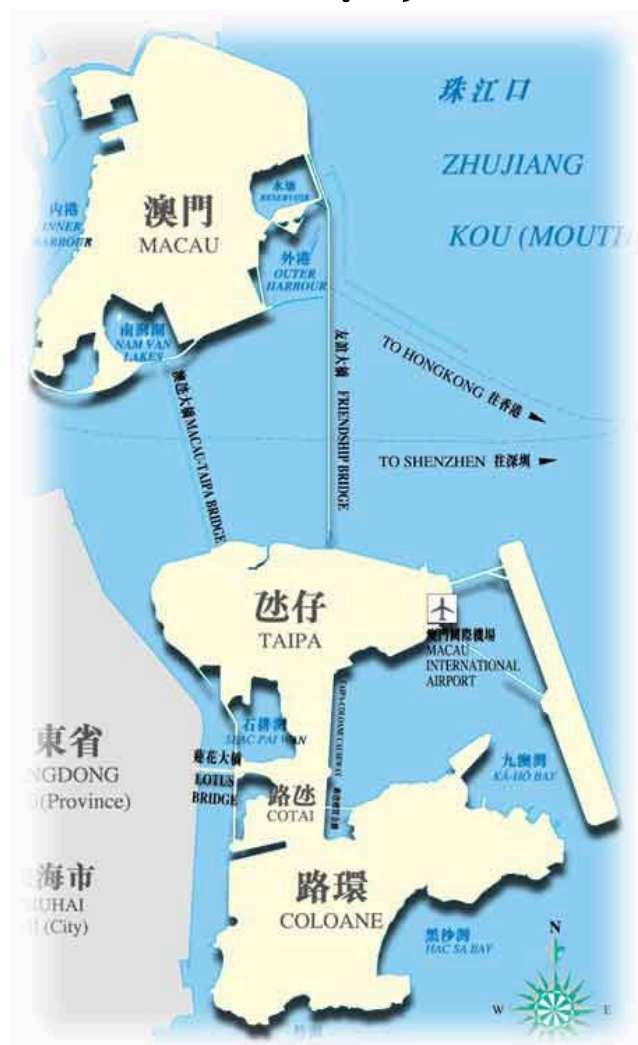 珠江口
ZHUJIANG
KOU (MOUTH
水塘
RESERVOIR
澳門
MACAU
內港
INNER
HARBOUR
外港
OUTER
HARBOUR
南灣湖
NAM VAN
LAKES
澳氹大橋 MACAU-TAIPA BRIDGE
友誼大橋 FRIENDSHIP BRIDGE
TO HONGKONG 往香港
TO SHENZHEN 往深圳
氹仔
TAIPA
澳門國際機場
MACAU
INTERNATIONAL
AIRPORT
石排灣
SEAC PAI WAN
TAIPA-COLOANE CAUSEWAY
九澳灣
KÁ-HÓ BAY
蓮花大橋
LOTUS
BRIDGE
路氹
COTAI
東省
NGDONG
(Province)
海市
UHAI
(City)
路環
COLOANE
黑沙灣
HAC SA BAY
N
W
E